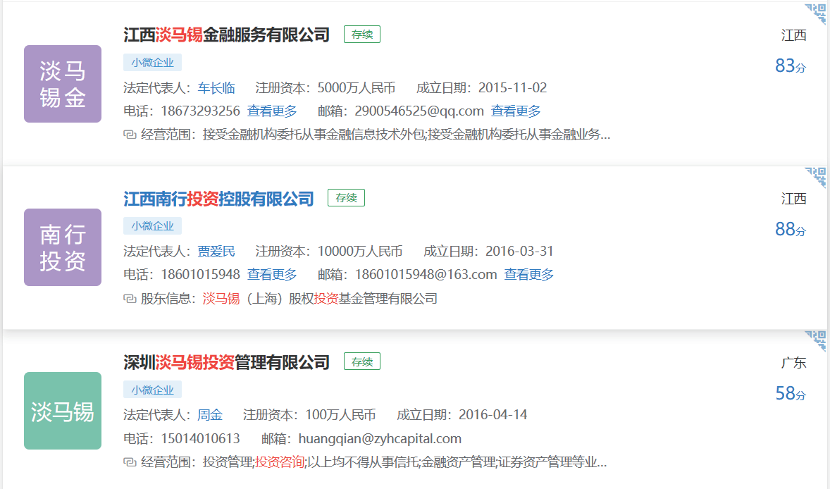 江西淡马锡金融服务有限公司 存续 江西
小微企业 83分
淡马
锡金
法定代表人：车长临 注册资本：5000万人民币 成立日期：2015-11-02
电话：18673293256 查看更多 邮箱：2900546525@qq.com 查看更多
经营范围：接受金融机构委托从事金融信息技术外包;接受金融机构委托从事金融业务...
江西南行投资控股有限公司 存续 江西
小微企业 88分
南行
投资
法定代表人：贾爱民 注册资本：10000万人民币 成立日期：2016-03-31
电话：18601015948 查看更多 邮箱：18601015948@163.com 查看更多
股东信息：淡马锡（上海）股权投资基金管理有限公司
深圳淡马锡投资管理有限公司 存续 广东
小微企业 58分
淡马锡
法定代表人：周金 注册资本：100万人民币 成立日期：2016-04-14
电话：15014010613 邮箱：huangqian@zyhcapital.com
经营范围：投资管理;投资咨询;以上均不得从事信托;金融资产管理;证券资产管理等业...